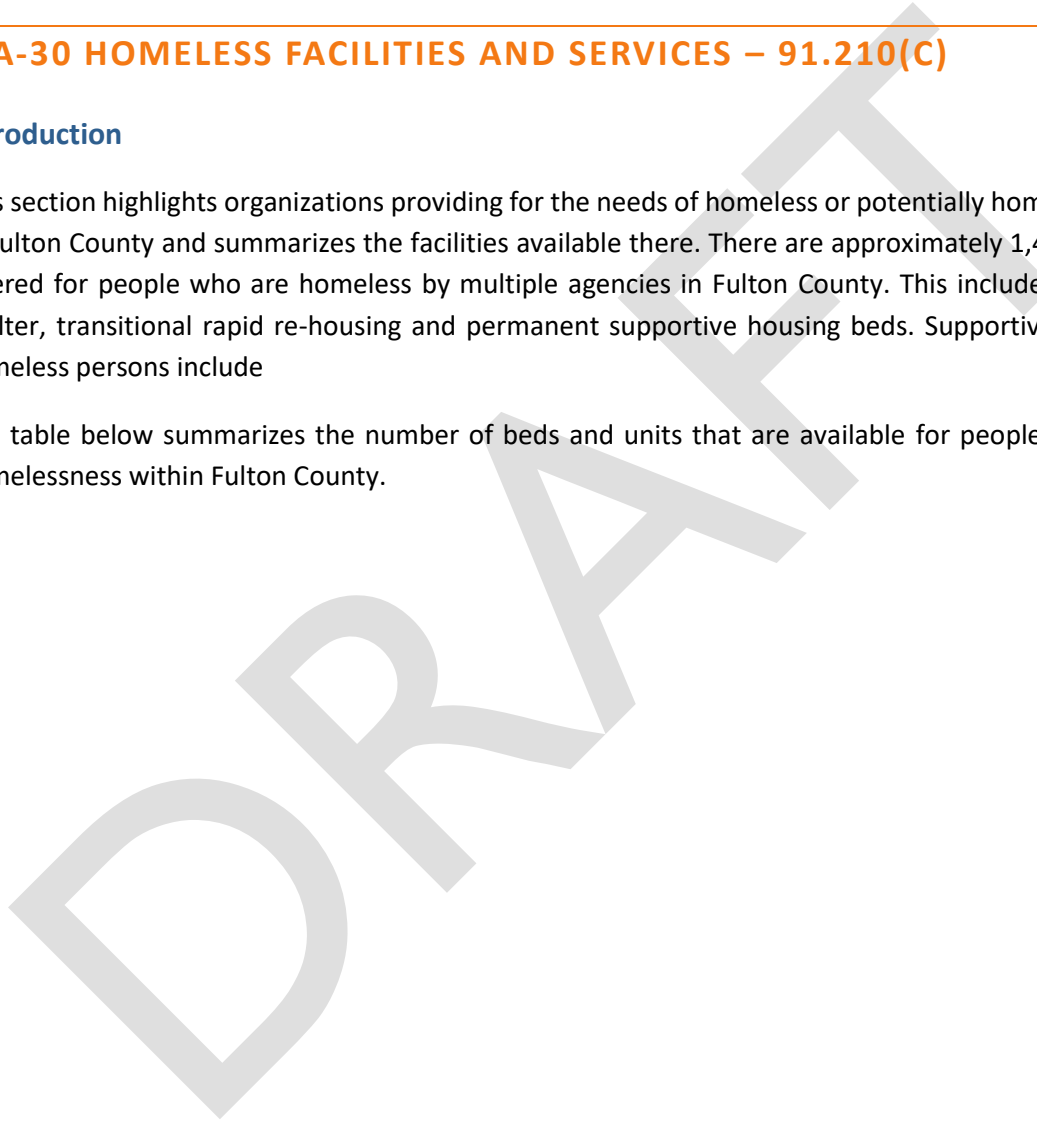 A-30 HOMELESS FACILITIES AND SERVICES – 91.210(C)
roduction
s section highlights organizations providing for the needs of homeless or potentially hom
ulton County and summarizes the facilities available there. There are approximately 1,4
ered for people who are homeless by multiple agencies in Fulton County. This include
lter, transitional rapid re-housing and permanent supportive housing beds. Supportiv
meless persons include
table below summarizes the number of beds and units that are available for people
melessness within Fulton County.
DRAFT